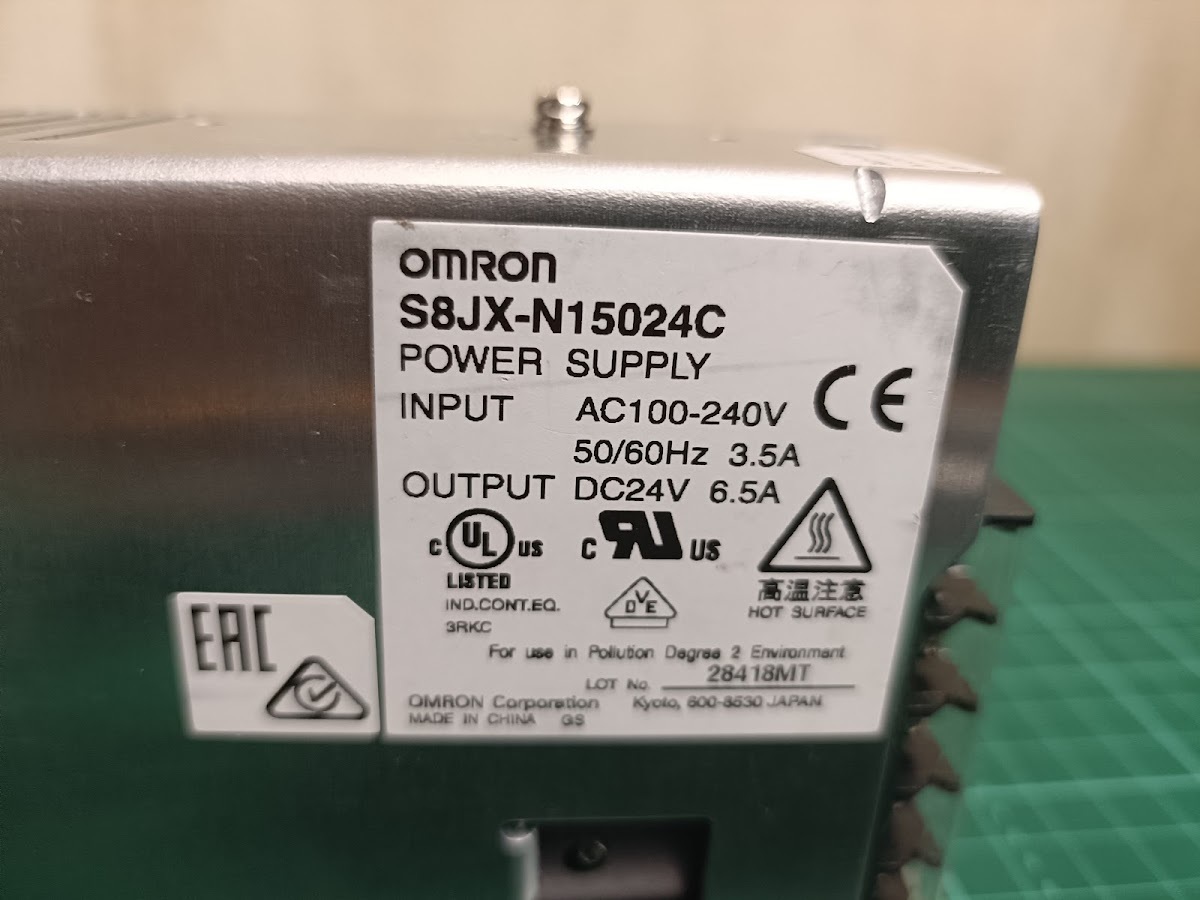 OMRON
S8JX-N15024C
POWER SUPPLY
INPUT AC100-240V
50/60Hz 3.5A
OUTPUT DC24V 6.5A
CE
C UL US
LISTED
IND.CONT.EQ.
3RKC
C RU US
DVE
高温注意
HOT SURFACE
EAC
For use in Pollution Degree 2 Environment
LOT No. 28418MT
OMRON Corporation Kyoto, 600-8530 JAPAN
MADE IN CHINA GS